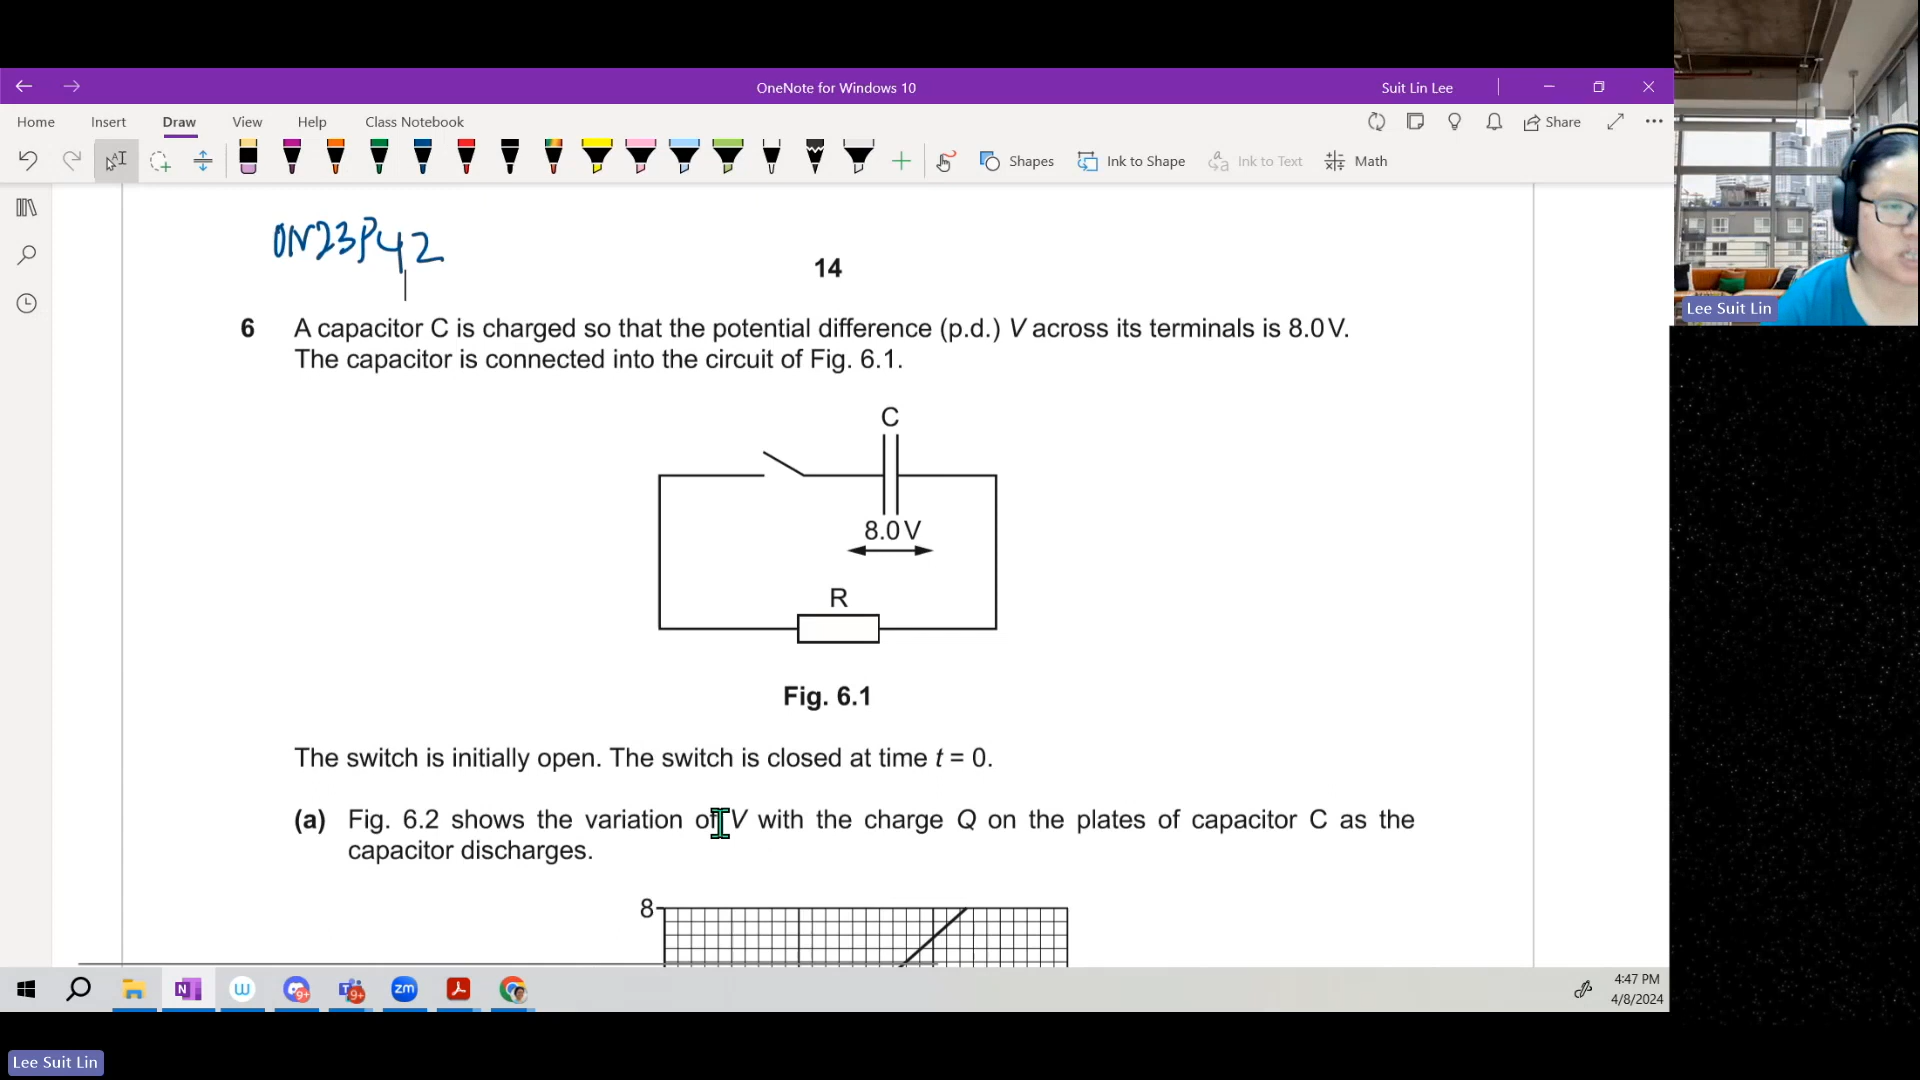 OneNote for Windows 10
Suit Lin Lee
Home
Insert
Draw
View
Help
Class Notebook
Share
Shapes
Ink to Shape
Ink to Text
Math
ON23P42
14
6 A capacitor C is charged so that the potential difference (p.d.) V across its terminals is 8.0 V.
The capacitor is connected into the circuit of Fig. 6.1.
C
8.0 V
R
Fig. 6.1
The switch is initially open. The switch is closed at time t = 0.
(a) Fig. 6.2 shows the variation of V with the charge Q on the plates of capacitor C as the
capacitor discharges.
8
Lee Suit Lin
4:47 PM
4/8/2024
Lee Suit Lin